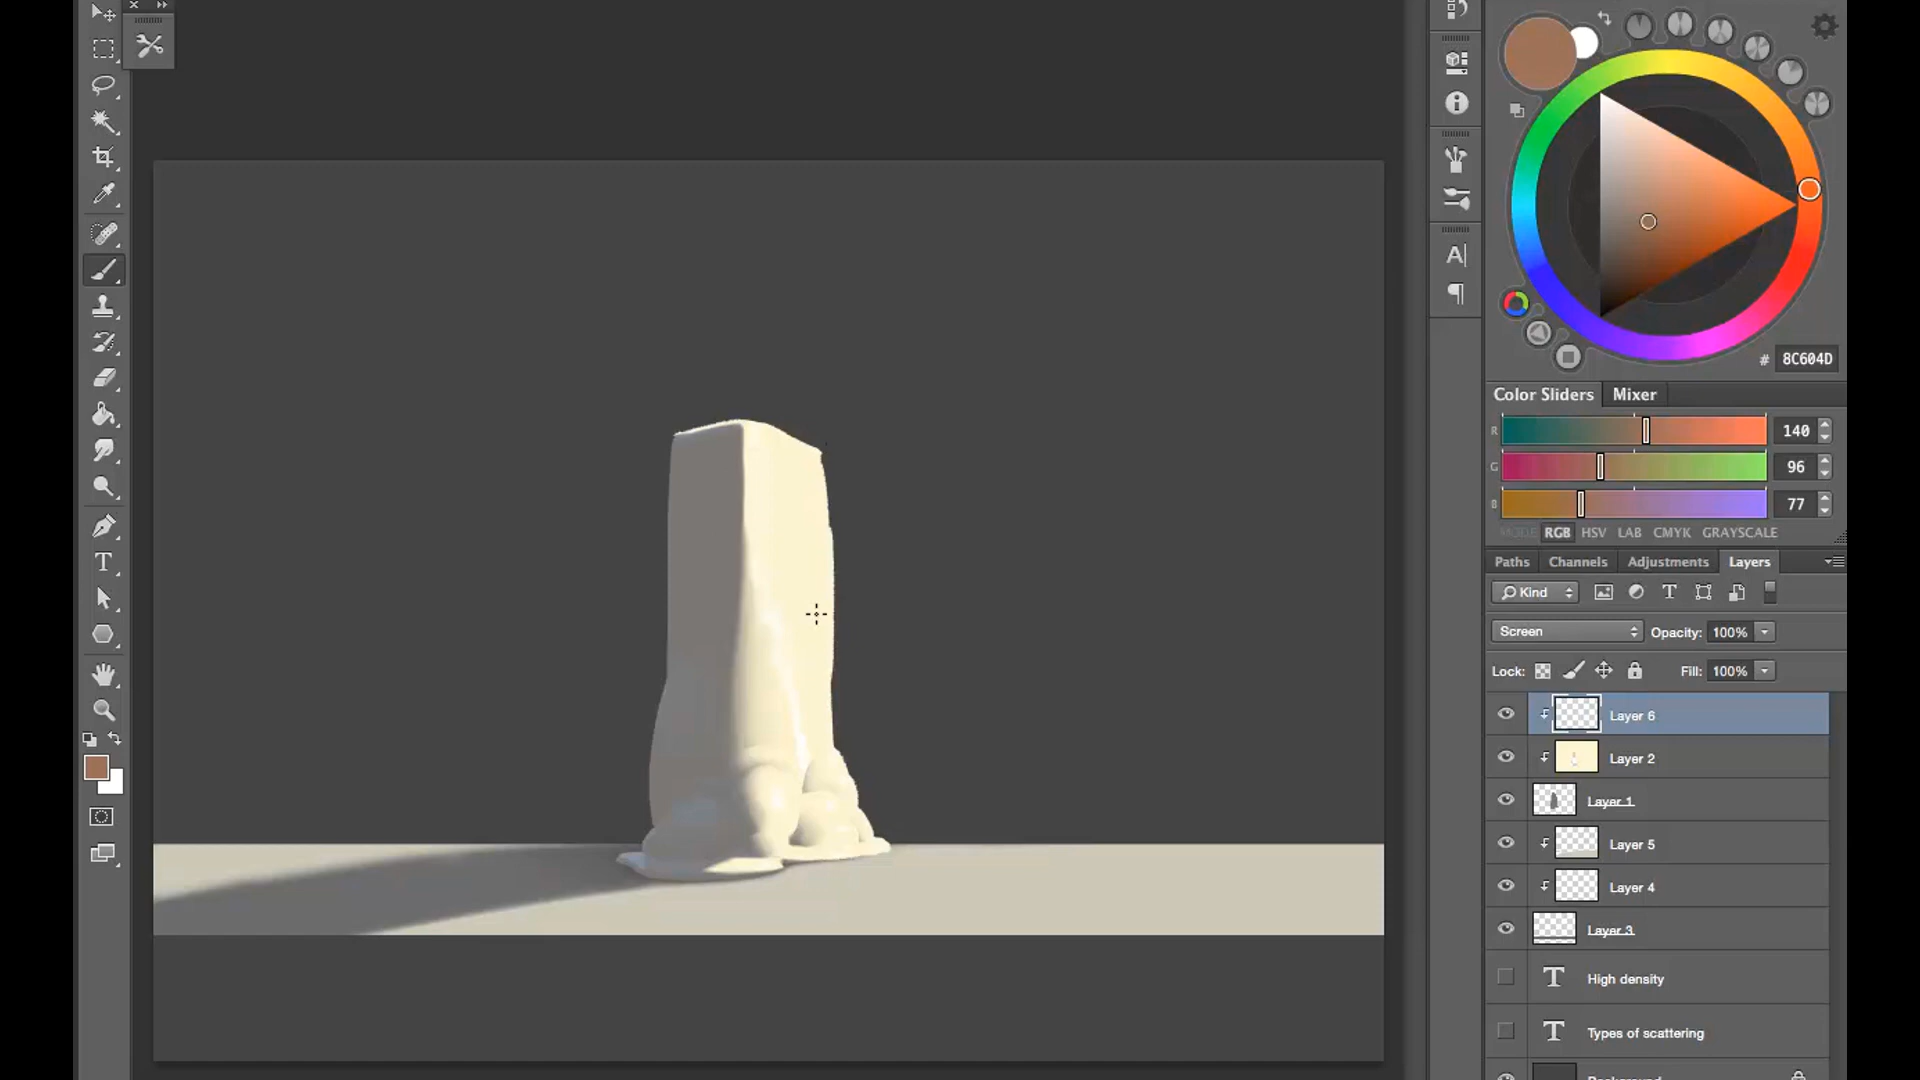 # 8C604D
Color Sliders Mixer
R 140
G 96
B 77
MODE RGB HSV LAB CMYK GRAYSCALE
Paths Channels Adjustments Layers
Kind
Screen Opacity: 100%
Lock: Fill: 100%
Layer 6
Layer 2
Layer 1
Layer 5
Layer 4
Layer 3
T High density
T Types of scattering
Background